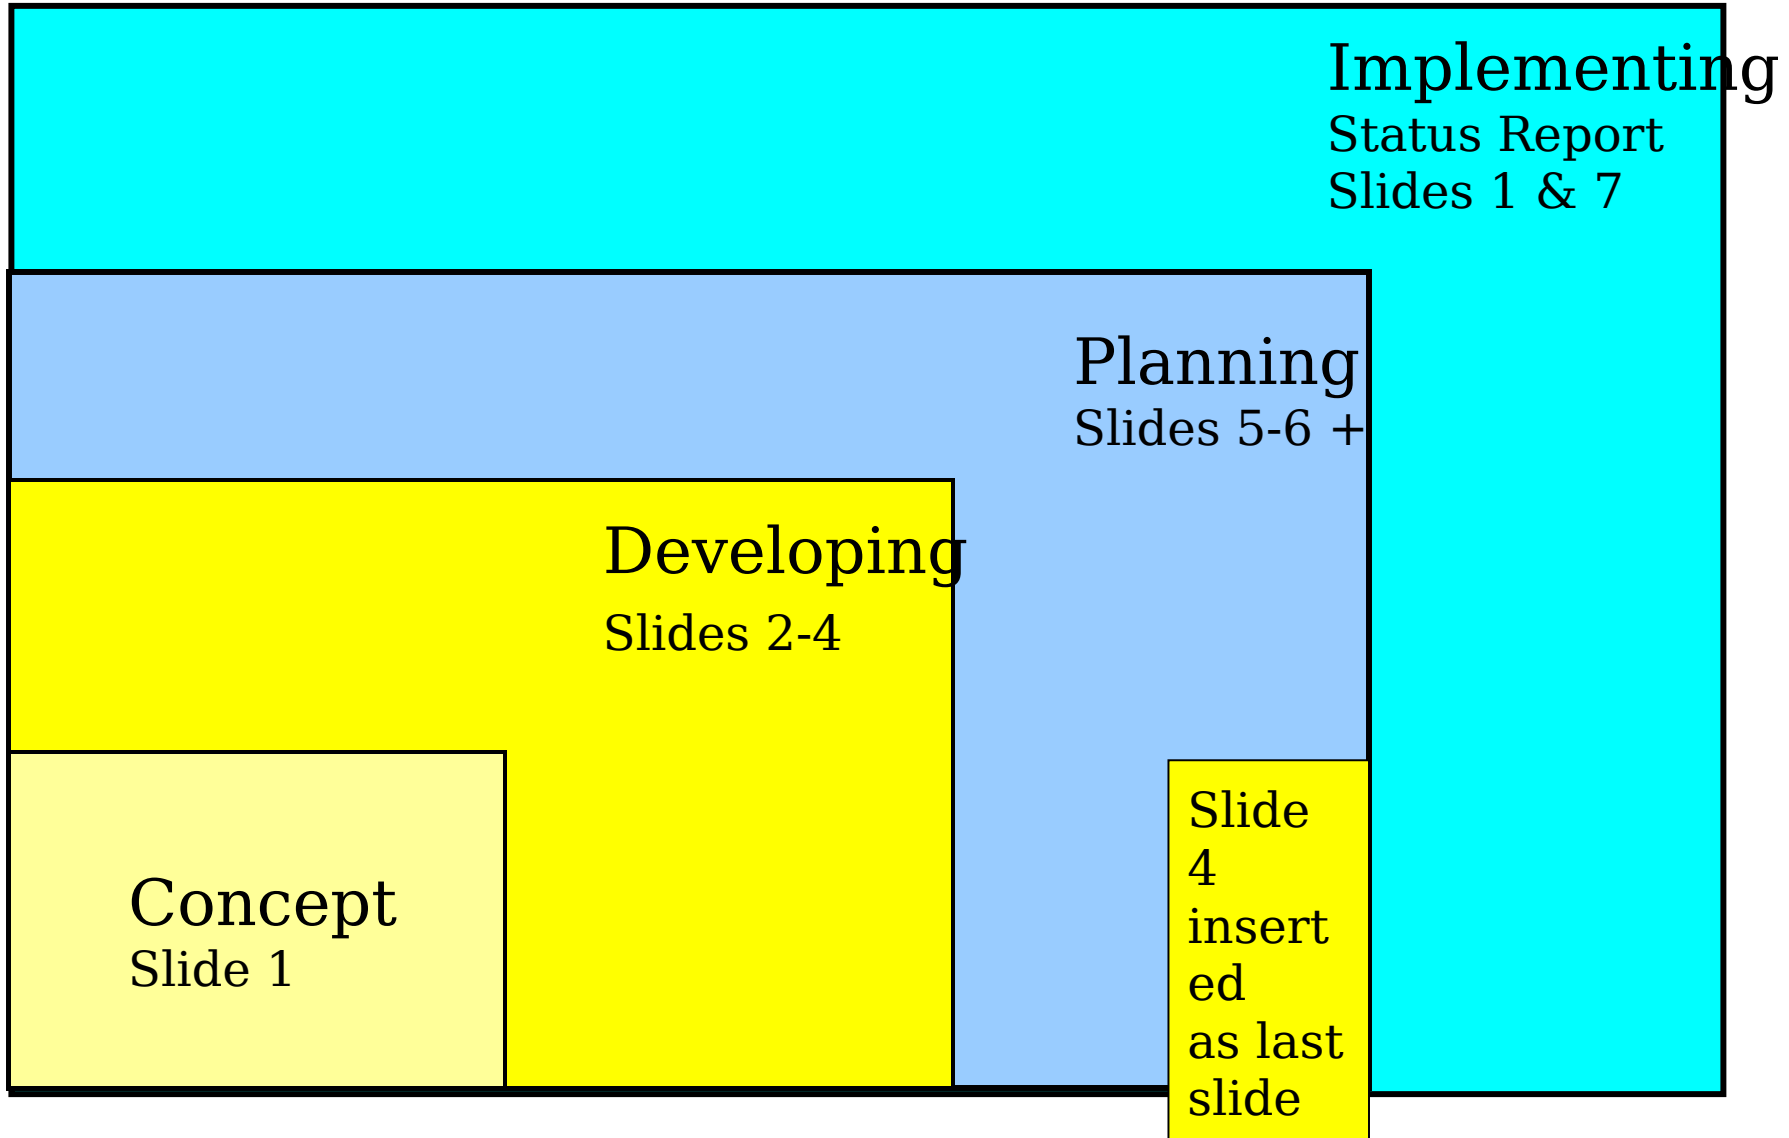 Implementing
Status Report
Slides 1 & 7
Planning
Slides 5-6 +
Developing
Slides 2-4
Concept
Slide 1
Slide
4
insert
ed
as last
slide